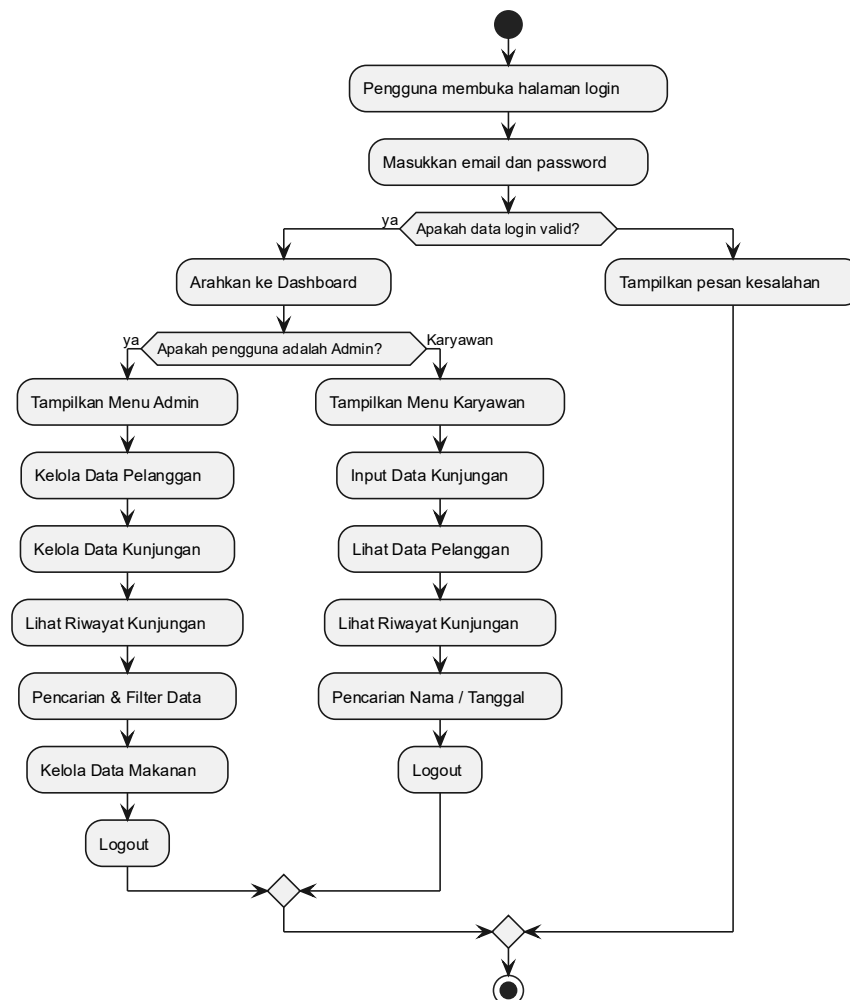 Pengguna membuka halaman login
Masukkan email dan password
ya
Apakah data login valid?
Arahkan ke Dashboard
Tampilkan pesan kesalahan
ya
Apakah pengguna adalah Admin?
Karyawan
Tampilkan Menu Admin
Tampilkan Menu Karyawan
Kelola Data Pelanggan
Input Data Kunjungan
Kelola Data Kunjungan
Lihat Data Pelanggan
Lihat Riwayat Kunjungan
Lihat Riwayat Kunjungan
Pencarian & Filter Data
Pencarian Nama / Tanggal
Kelola Data Makanan
Logout
Logout